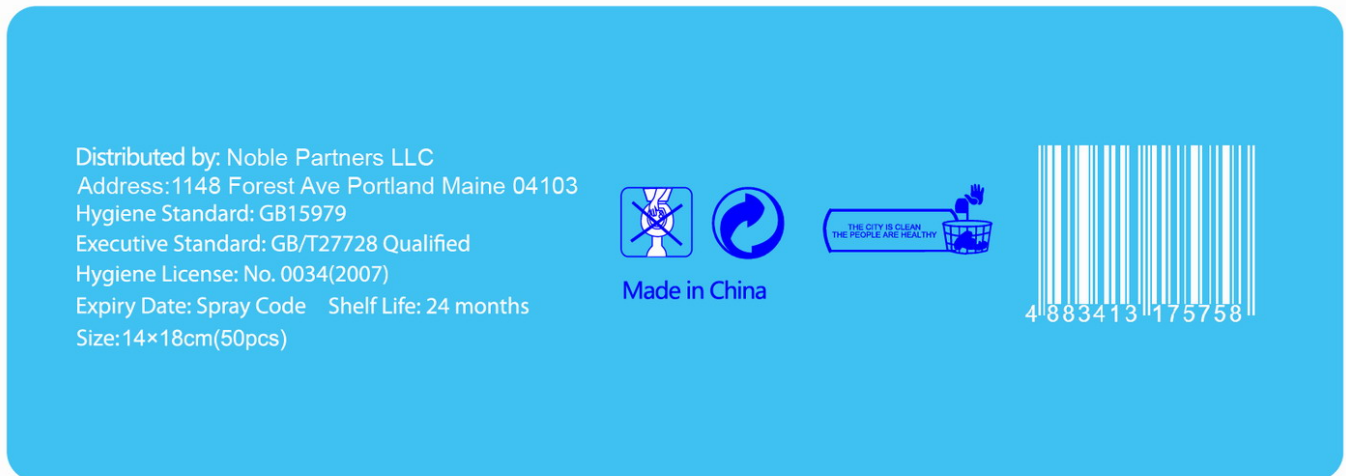 Distributed by: Noble Partners LLC
Address:1148 Forest Ave Portland Maine 04103
Hygiene Standard: GB15979
Executive Standard: GB/T27728 Qualified
Hygiene License: No. 0034(2007)
Expiry Date: Spray Code Shelf Life: 24 months
Size:14×18cm(50pcs)
Made in China
THE CITY IS CLEAN
THE PEOPLE ARE HEALTHY
4 883413 175758